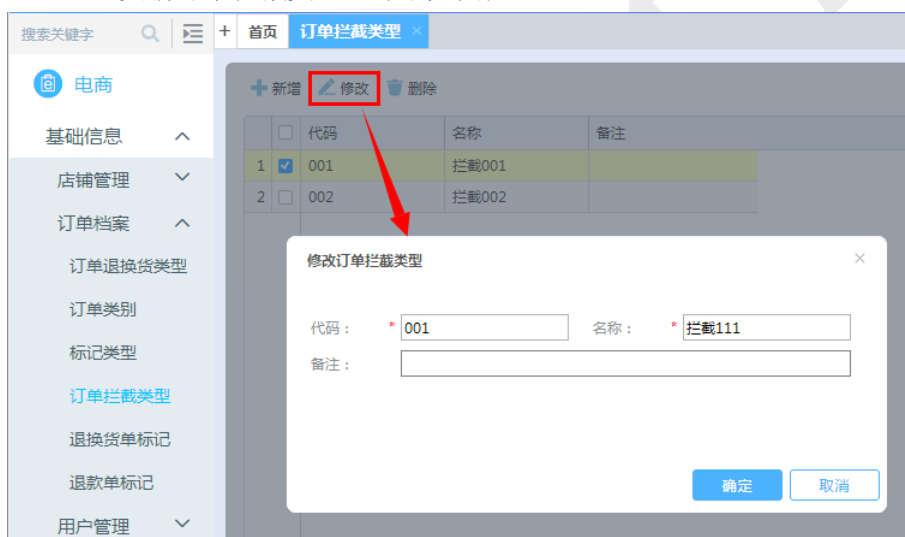 搜索关键字
+ 首页 订单拦截类型 ×
电商
新增 修改 删除
基础信息
代码 名称 备注
1 001 拦截001
店铺管理
2 002 拦截002
订单档案
修改订单拦截类型 ×
订单退换货类型
订单类别
代码： * 001 名称： * 拦截111
标记类型
备注：
订单拦截类型
退换货单标记
退款单标记
确定 取消
用户管理